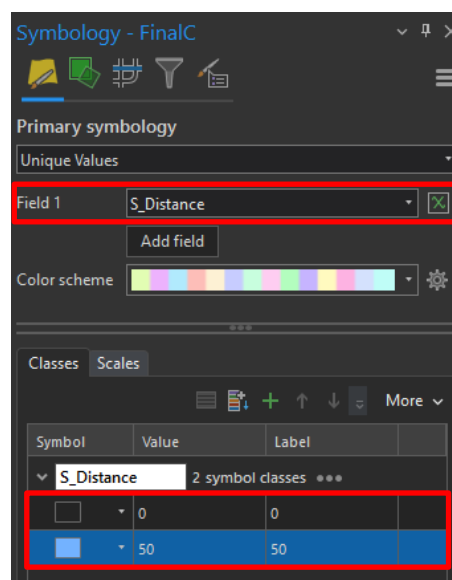 Symbology - FinalC
Primary symbology
Unique Values
Field 1 S_Distance
Add field
Color scheme
Classes Scales
More
Symbol Value Label
S_Distance 2 symbol classes
0 0
50 50